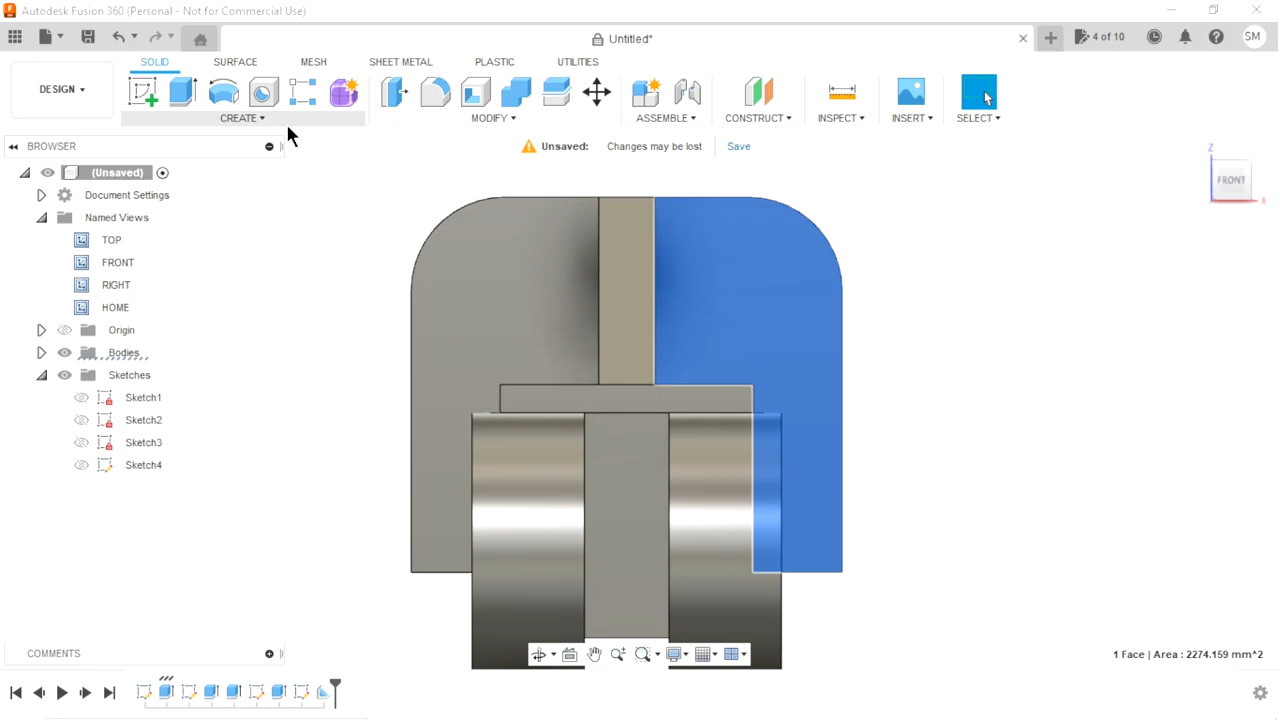 Autodesk Fusion 360 (Personal - Not for Commercial Use)
Untitled*
4 of 10
SM
DESIGN
SOLID SURFACE MESH SHEET METAL PLASTIC UTILITIES
CREATE MODIFY ASSEMBLE CONSTRUCT INSPECT INSERT SELECT
BROWSER
Unsaved: Changes may be lost Save
(Unsaved)
Document Settings
Named Views
TOP
FRONT
RIGHT
HOME
Origin
Bodies
Sketches
Sketch1
Sketch2
Sketch3
Sketch4
Z
FRONT
X
COMMENTS
1 Face | Area : 2274.159 mm^2